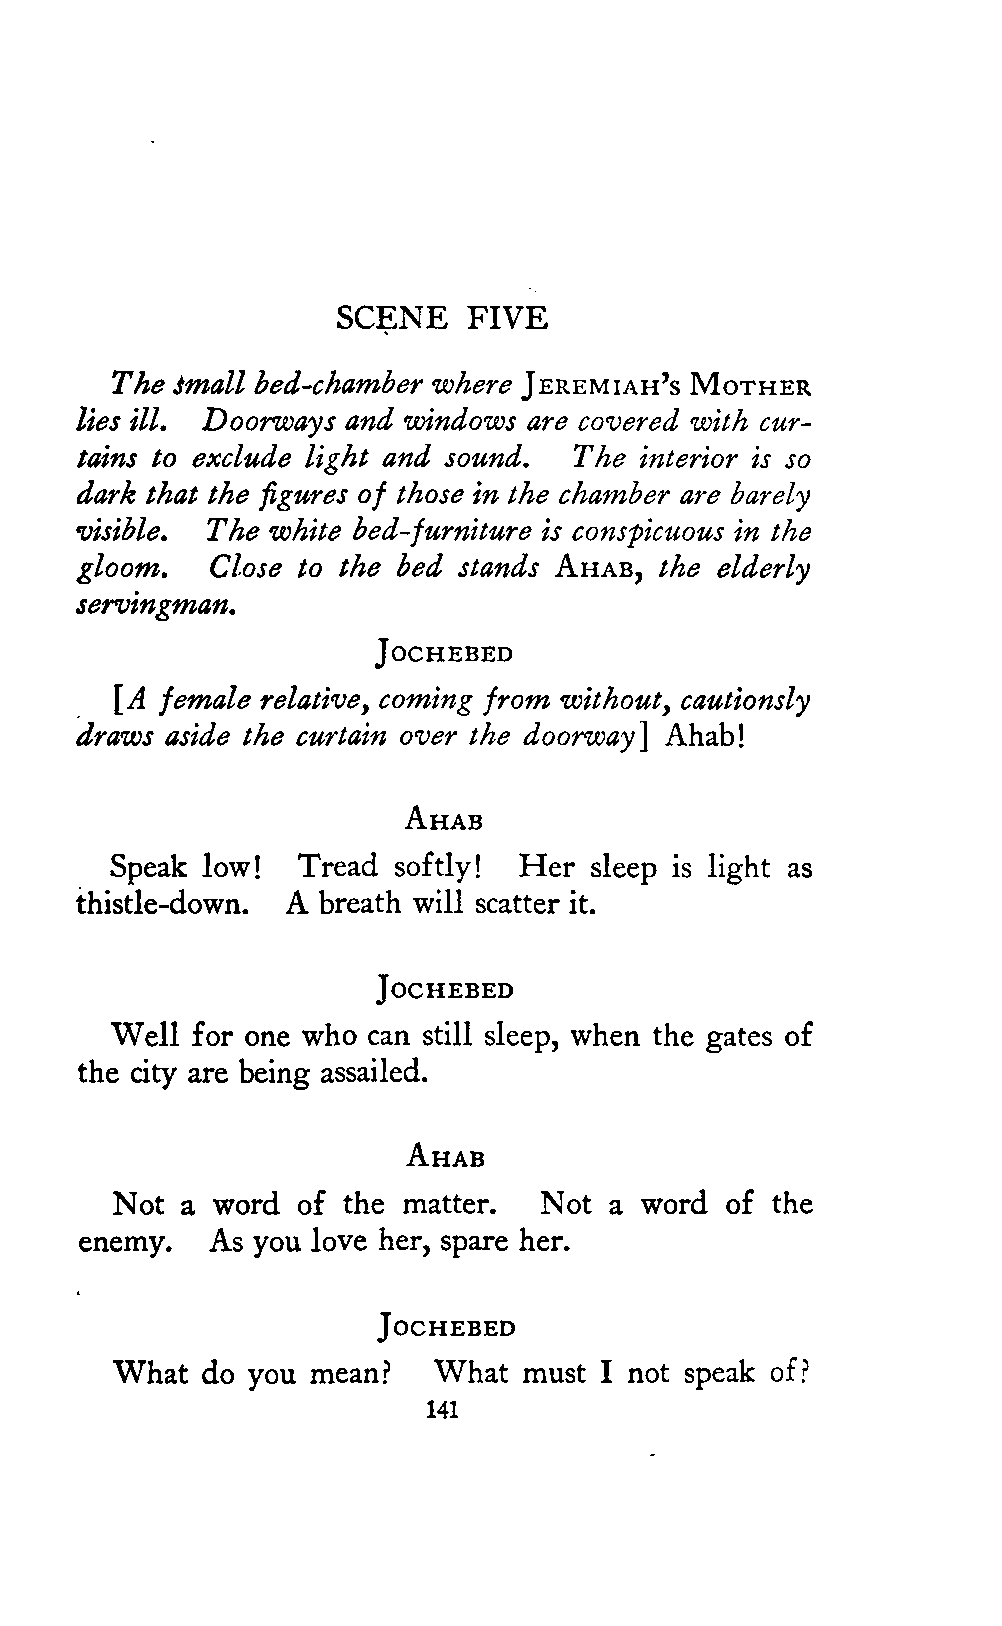 SCENE FIVE
The small bed-chamber where JEREMIAH'S MOTHER
lies ill. Doorways and windows are covered with cur-
tains to exclude light and sound. The interior is so
dark that the figures of those in the chamber are barely
visible. The white bed-furniture is conspicuous in the
gloom. Close to the bed stands AHAB, the elderly
servingman.
JOCHEBED
[A female relative, coming from without, cautionsly
draws aside the curtain over the doorway] Ahab!
AHAB
Speak low! Tread softly! Her sleep is light as
thistle-down. A breath will scatter it.
JOCHEBED
Well for one who can still sleep, when the gates of
the city are being assailed.
AHAB
Not a word of the matter. Not a word of the
enemy. As you love her, spare her.
JOCHEBED
What do you mean? What must I not speak of?
141